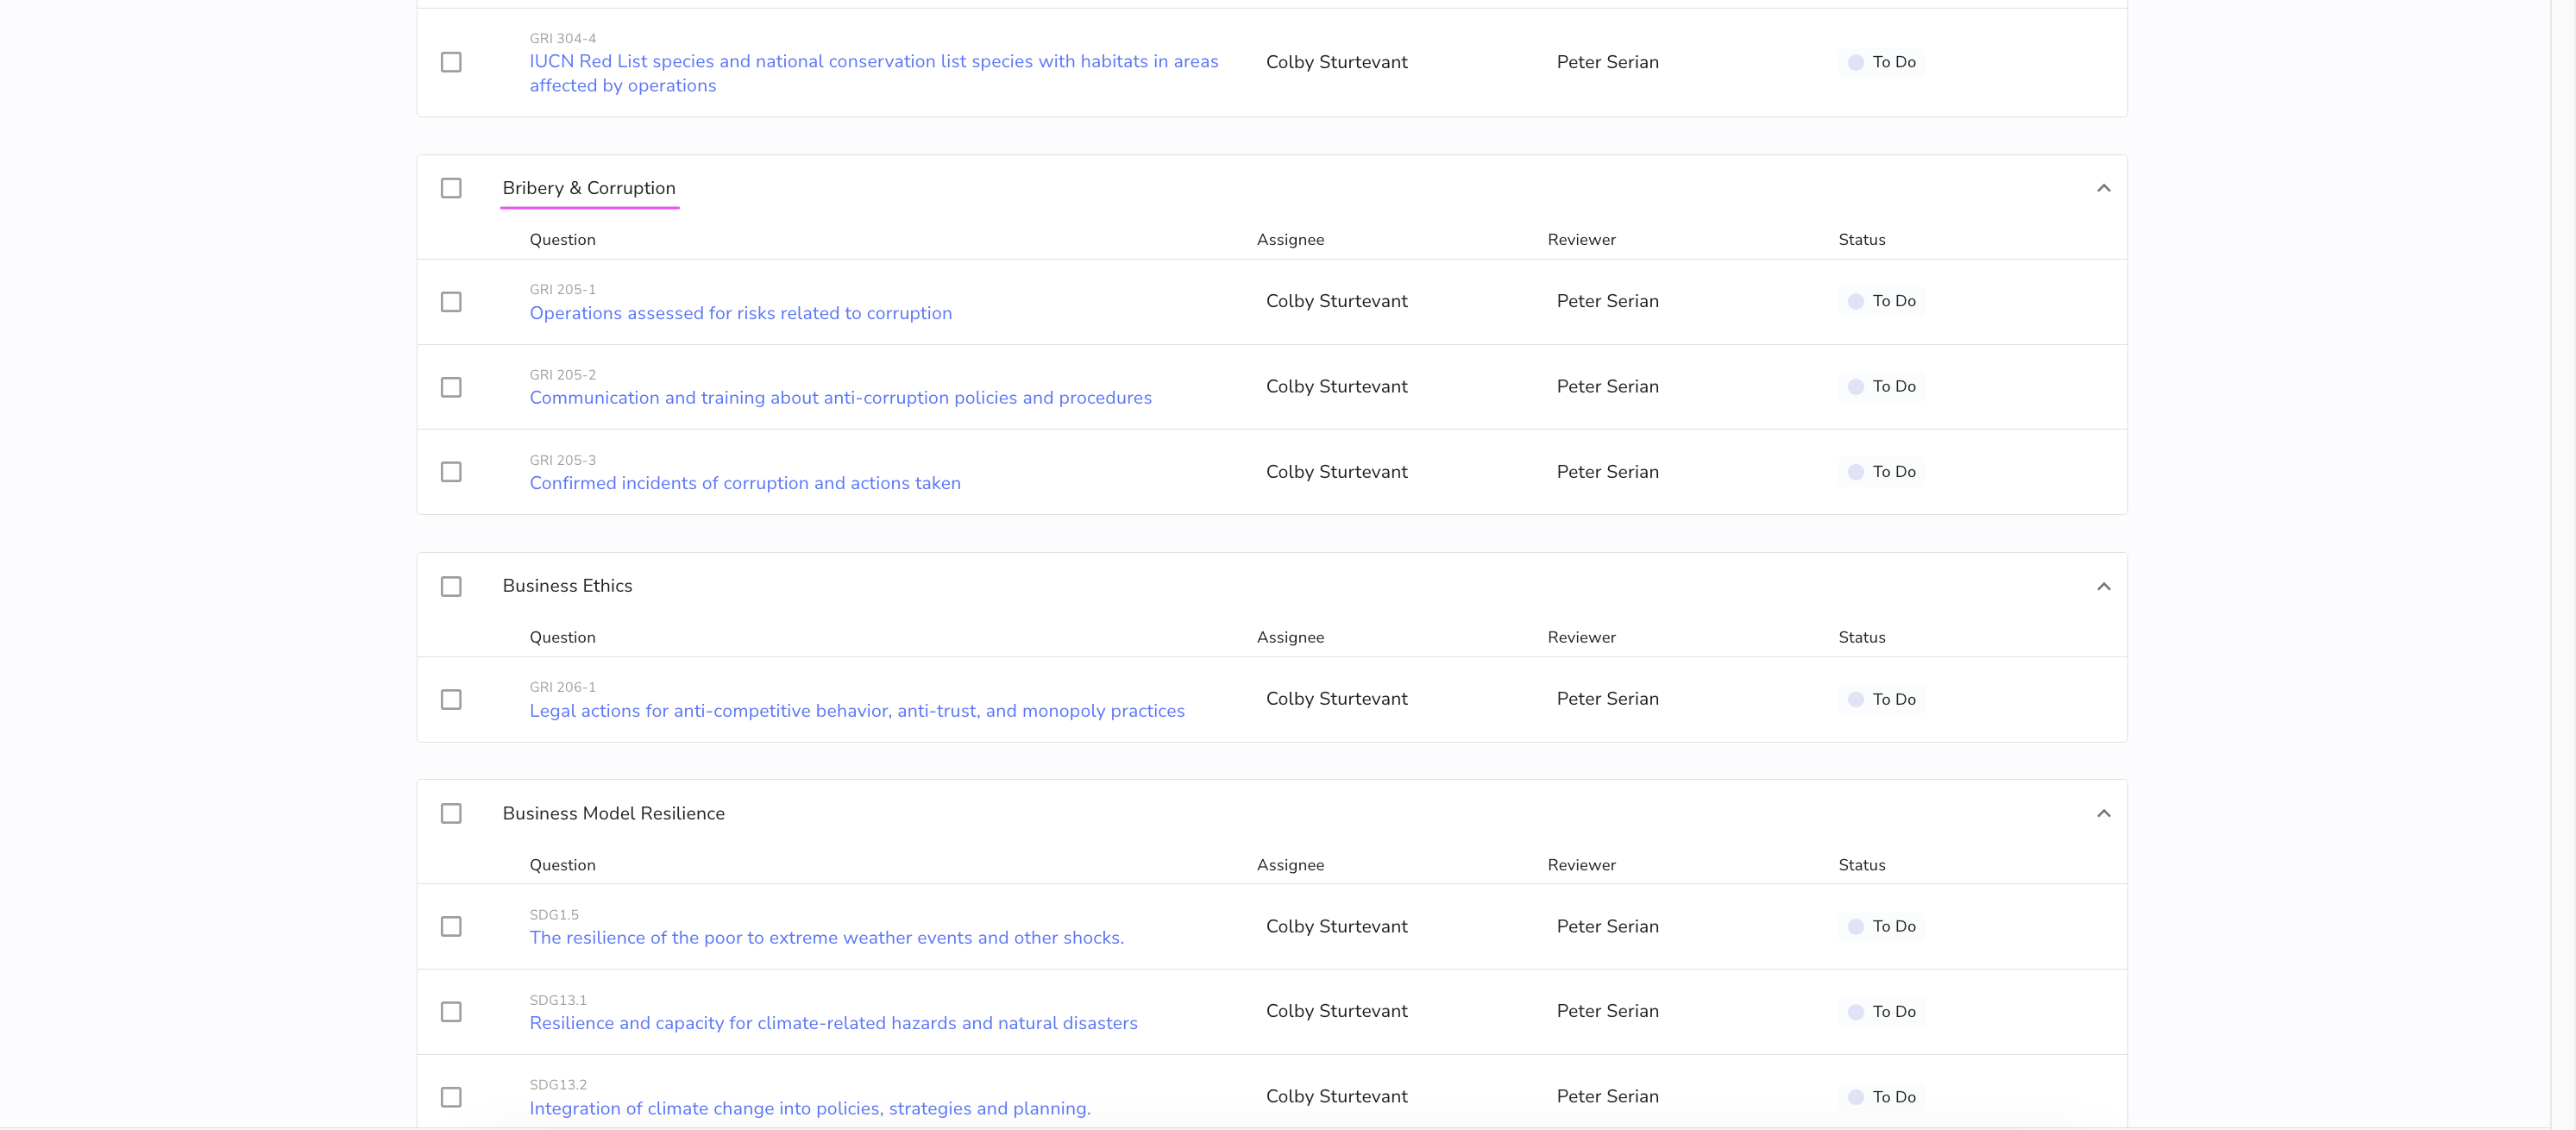 GRI 304-4
IUCN Red List species and national conservation list species with habitats in areas
affected by operations
Colby Sturtevant
Peter Serian
To Do
Bribery & Corruption
Question Assignee Reviewer Status
GRI 205-1
Operations assessed for risks related to corruption
Colby Sturtevant
Peter Serian
To Do
GRI 205-2
Communication and training about anti-corruption policies and procedures
Colby Sturtevant
Peter Serian
To Do
GRI 205-3
Confirmed incidents of corruption and actions taken
Colby Sturtevant
Peter Serian
To Do
Business Ethics
Question Assignee Reviewer Status
GRI 206-1
Legal actions for anti-competitive behavior, anti-trust, and monopoly practices
Colby Sturtevant
Peter Serian
To Do
Business Model Resilience
Question Assignee Reviewer Status
SDG1.5
The resilience of the poor to extreme weather events and other shocks.
Colby Sturtevant
Peter Serian
To Do
SDG13.1
Resilience and capacity for climate-related hazards and natural disasters
Colby Sturtevant
Peter Serian
To Do
SDG13.2
Integration of climate change into policies, strategies and planning.
Colby Sturtevant
Peter Serian
To Do